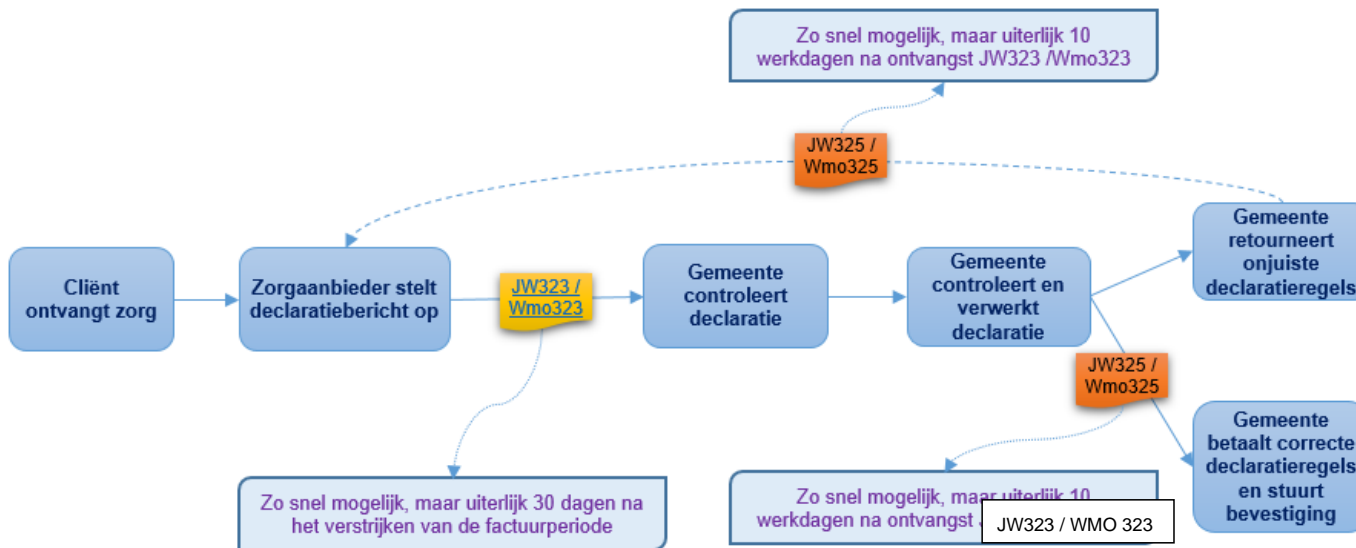 Zo snel mogelijk, maar uiterlijk 10
werkdagen na ontvangst JW323 /Wmo323
JW325 /
Wmo325
Cliënt
ontvangt zorg
Zorgaanbieder stelt
declaratiebericht op
JW323 /
Wmo323
Gemeente
controleert
declaratie
Gemeente
controleert en
verwerkt
declaratie
Gemeente
retourneert
onjuiste
declaratieregels
JW325 /
Wmo325
Gemeente
betaalt correcte
declaratieregels
en stuurt
bevestiging
Zo snel mogelijk, maar uiterlijk 30 dagen na
het verstrijken van de factuurperiode
Zo snel mogelijk, maar uiterlijk 10
werkdagen na ontvangst
JW323 / WMO 323